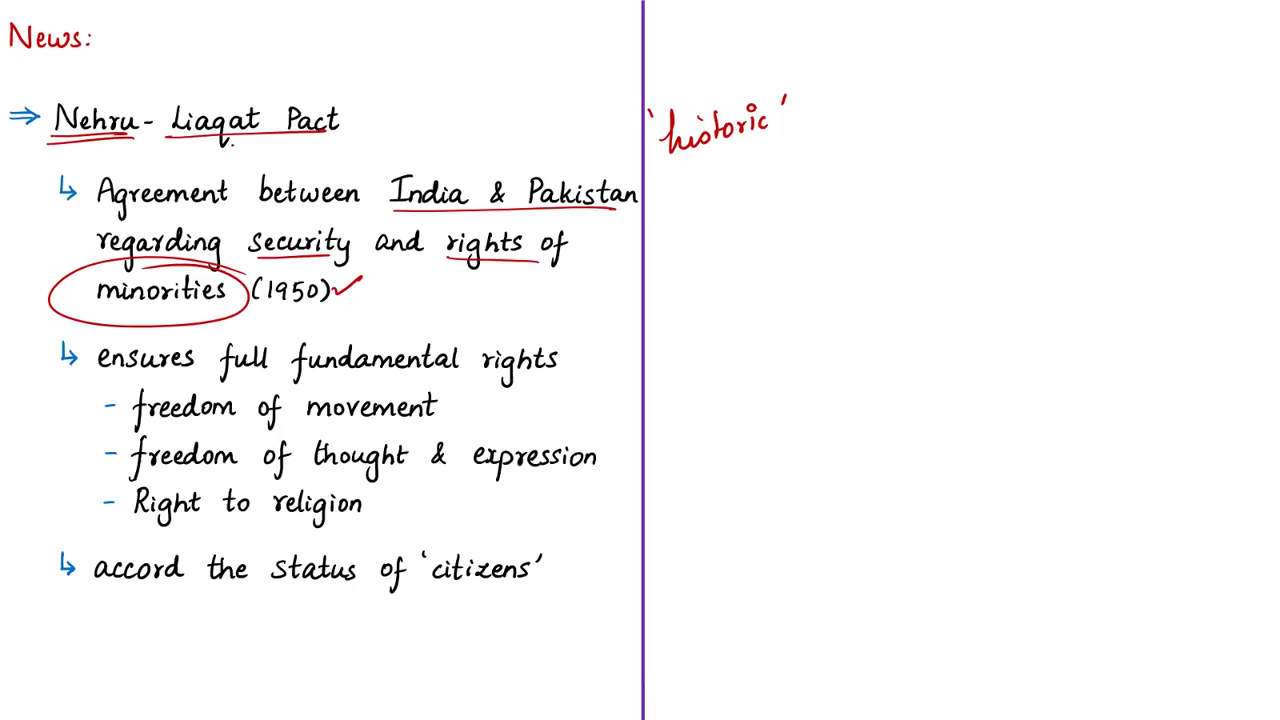 News:
⇒ Nehru - Liaqat Pact
↳ Agreement between India & Pakistan
regarding security and rights of
minorities (1950) ✓
↳ ensures full fundamental rights
- freedom of movement
- freedom of thought & expression
- Right to religion
↳ accord the status of 'citizens'
'historic'